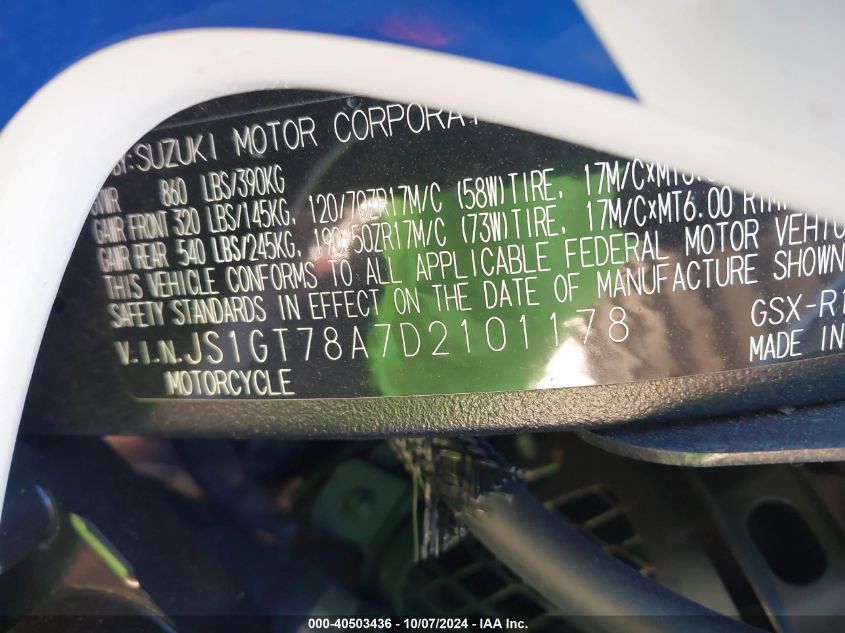 BY:SUZUKI MOTOR CORPORAT
GVWR 860 LBS/390KG
GAWR FRONT 320 LBS/145KG, 120/70ZR17M/C (58W)TIRE, 17M/C×MT3.
GAWR REAR 540 LBS/245KG, 190/50ZR17M/C (73W)TIRE, 17M/C×MT6.00 RIM
THIS VEHICLE CONFORMS TO ALL APPLICABLE FEDERAL MOTOR VEHIC
SAFETY STANDARDS IN EFFECT ON THE DATE OF MANUFACTURE SHOWN
V.I.N.JS1GT78A7D2101178 GSX-R1
MOTORCYCLE MADE IN
000-40503436 - 10/07/2024 - IAA Inc.